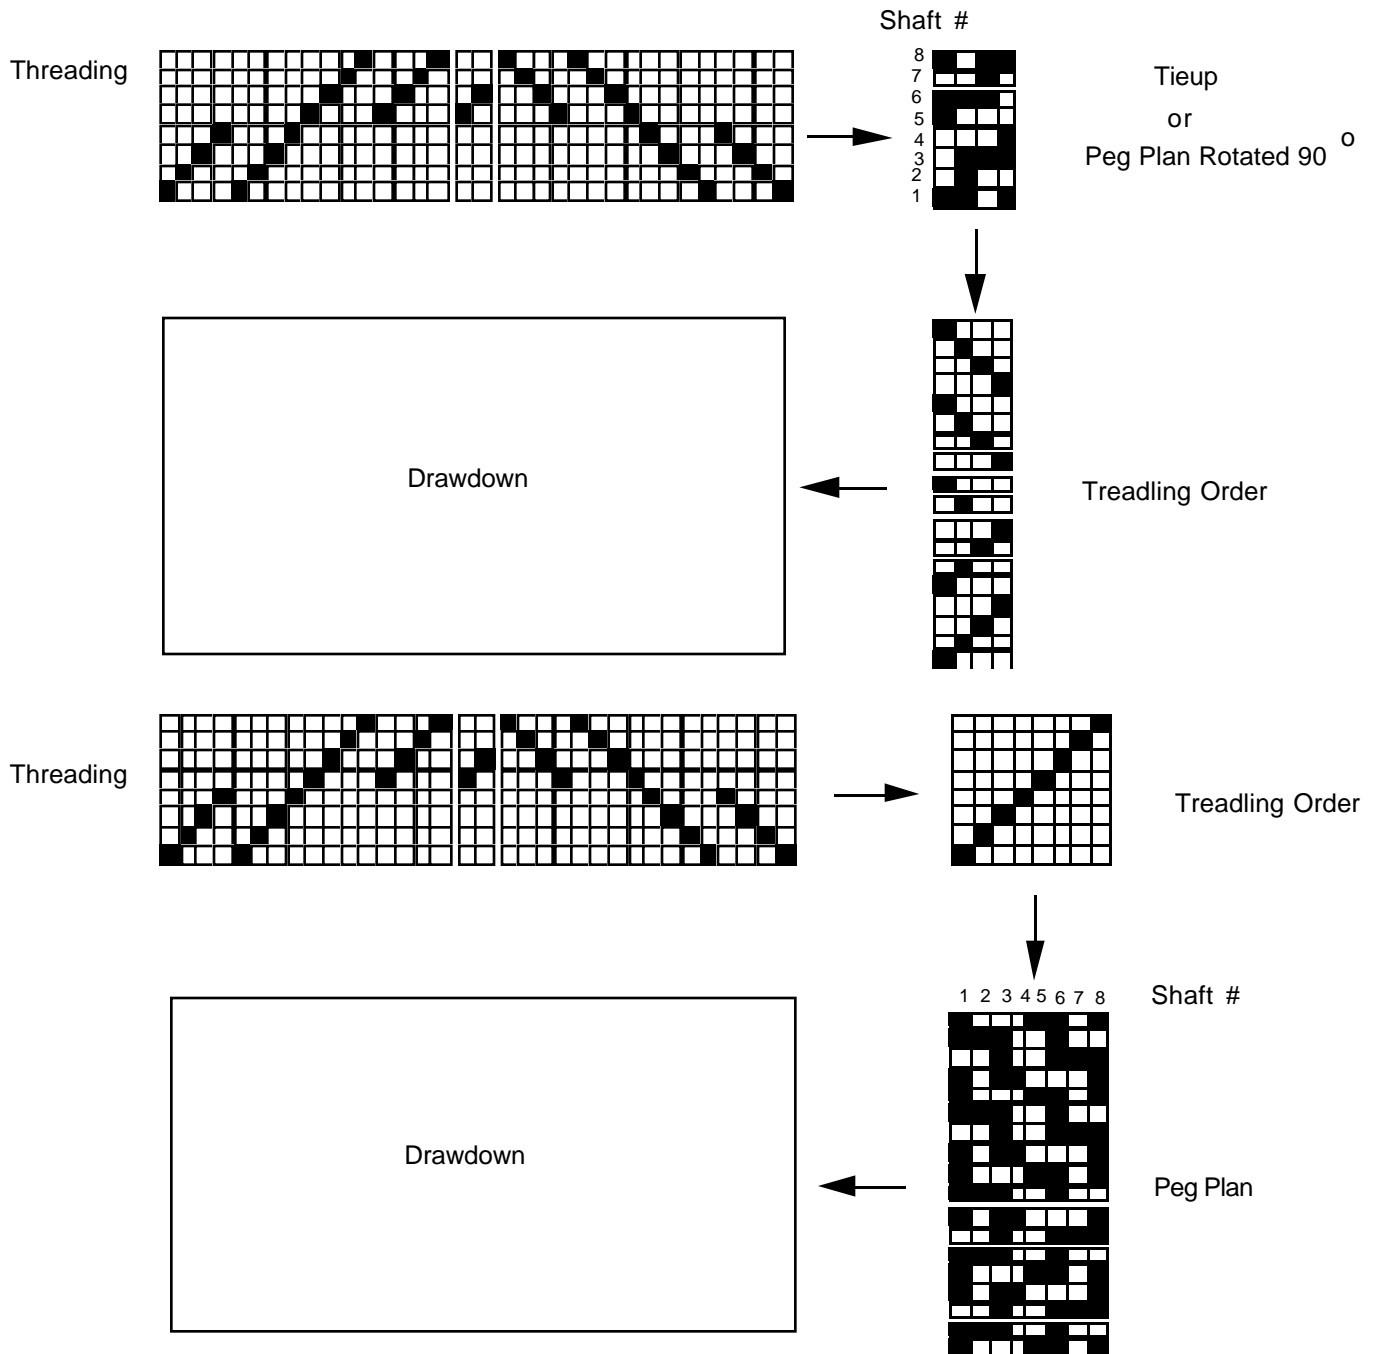 Shaft #
Threading
8
7
6
5
4
3
2
1
Tieup
or
Peg Plan Rotated 90 o
Drawdown
Treadling Order
Threading
Treadling Order
1 2 3 4 5 6 7 8
Shaft #
Drawdown
Peg Plan